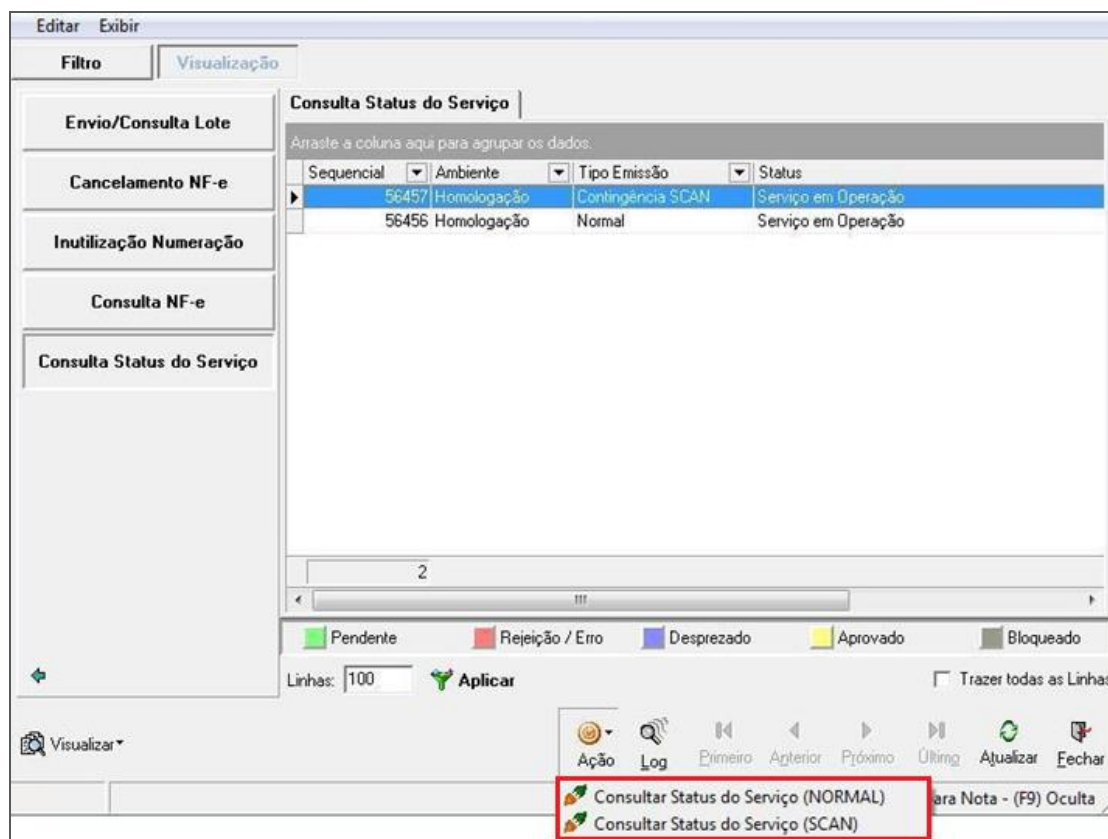 Editar Exibir
Filtro Visualização
Envio/Consulta Lote
Cancelamento NF-e
Inutilização Numeração
Consulta NF-e
Consulta Status do Serviço
Consulta Status do Serviço
Arraste a coluna aqui para agrupar os dados.
Sequencial Ambiente Tipo Emissão Status
56457 Homologação Contingência SCAN Serviço em Operação
56456 Homologação Normal Serviço em Operação
2
Pendente Rejeição / Erro Desprezado Aprovado Bloqueado
Linhas: 100 Aplicar Trazer todas as Linhas
Visualizar
Ação Log Primeiro Anterior Próximo Último Atualizar Fechar
Consultar Status do Serviço (NORMAL)
Consultar Status do Serviço (SCAN)
ara Nota - (F9) Oculta